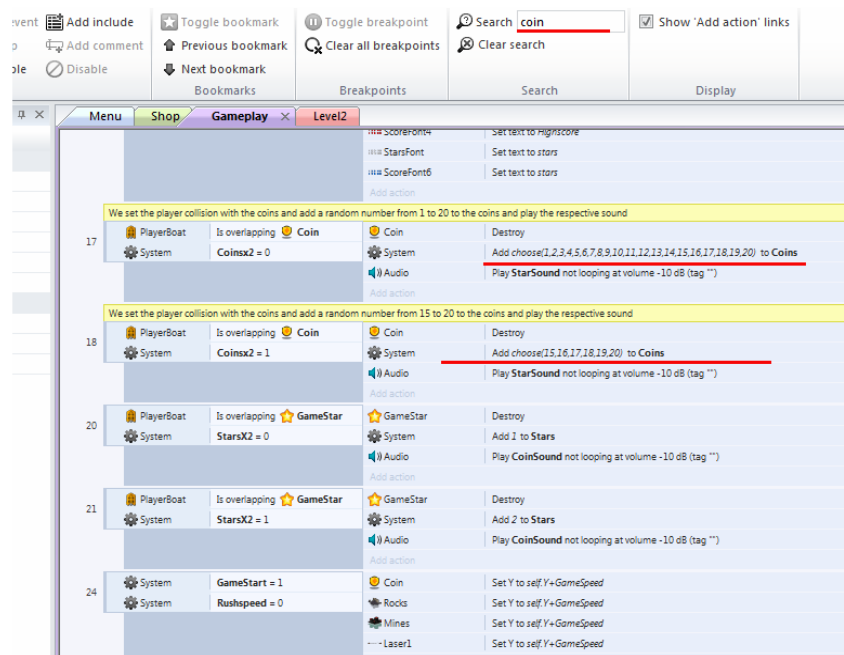 event Add include Toggle bookmark Toggle breakpoint Search coin Show 'Add action' links
p Add comment Previous bookmark Clear all breakpoints Clear search
ble Disable Next bookmark
Bookmarks Breakpoints Search Display
Menu Shop Gameplay Level2
ScoreFont4 Set text to Highscore
StarsFont Set text to stars
ScoreFont6 Set text to stars
Add action
We set the player collision with the coins and add a random number from 1 to 20 to the coins and play the respective sound
17
PlayerBoat Is overlapping Coin Coin Destroy
System Coinsx2 = 0 System Add choose(1,2,3,4,5,6,7,8,9,10,11,12,13,14,15,16,17,18,19,20) to Coins
Audio Play StarSound not looping at volume -10 dB (tag "")
Add action
We set the player collision with the coins and add a random number from 15 to 20 to the coins and play the respective sound
18
PlayerBoat Is overlapping Coin Coin Destroy
System Coinsx2 = 1 System Add choose(15,16,17,18,19,20) to Coins
Audio Play StarSound not looping at volume -10 dB (tag "")
Add action
20
PlayerBoat Is overlapping GameStar GameStar Destroy
System StarsX2 = 0 System Add 1 to Stars
Audio Play CoinSound not looping at volume -10 dB (tag "")
Add action
21
PlayerBoat Is overlapping GameStar GameStar Destroy
System StarsX2 = 1 System Add 2 to Stars
Audio Play CoinSound not looping at volume -10 dB (tag "")
Add action
24
System GameStart = 1 Coin Set Y to self.Y+GameSpeed
System Rushspeed = 0 Rocks Set Y to self.Y+GameSpeed
Mines Set Y to self.Y+GameSpeed
Laser1 Set Y to self.Y+GameSpeed